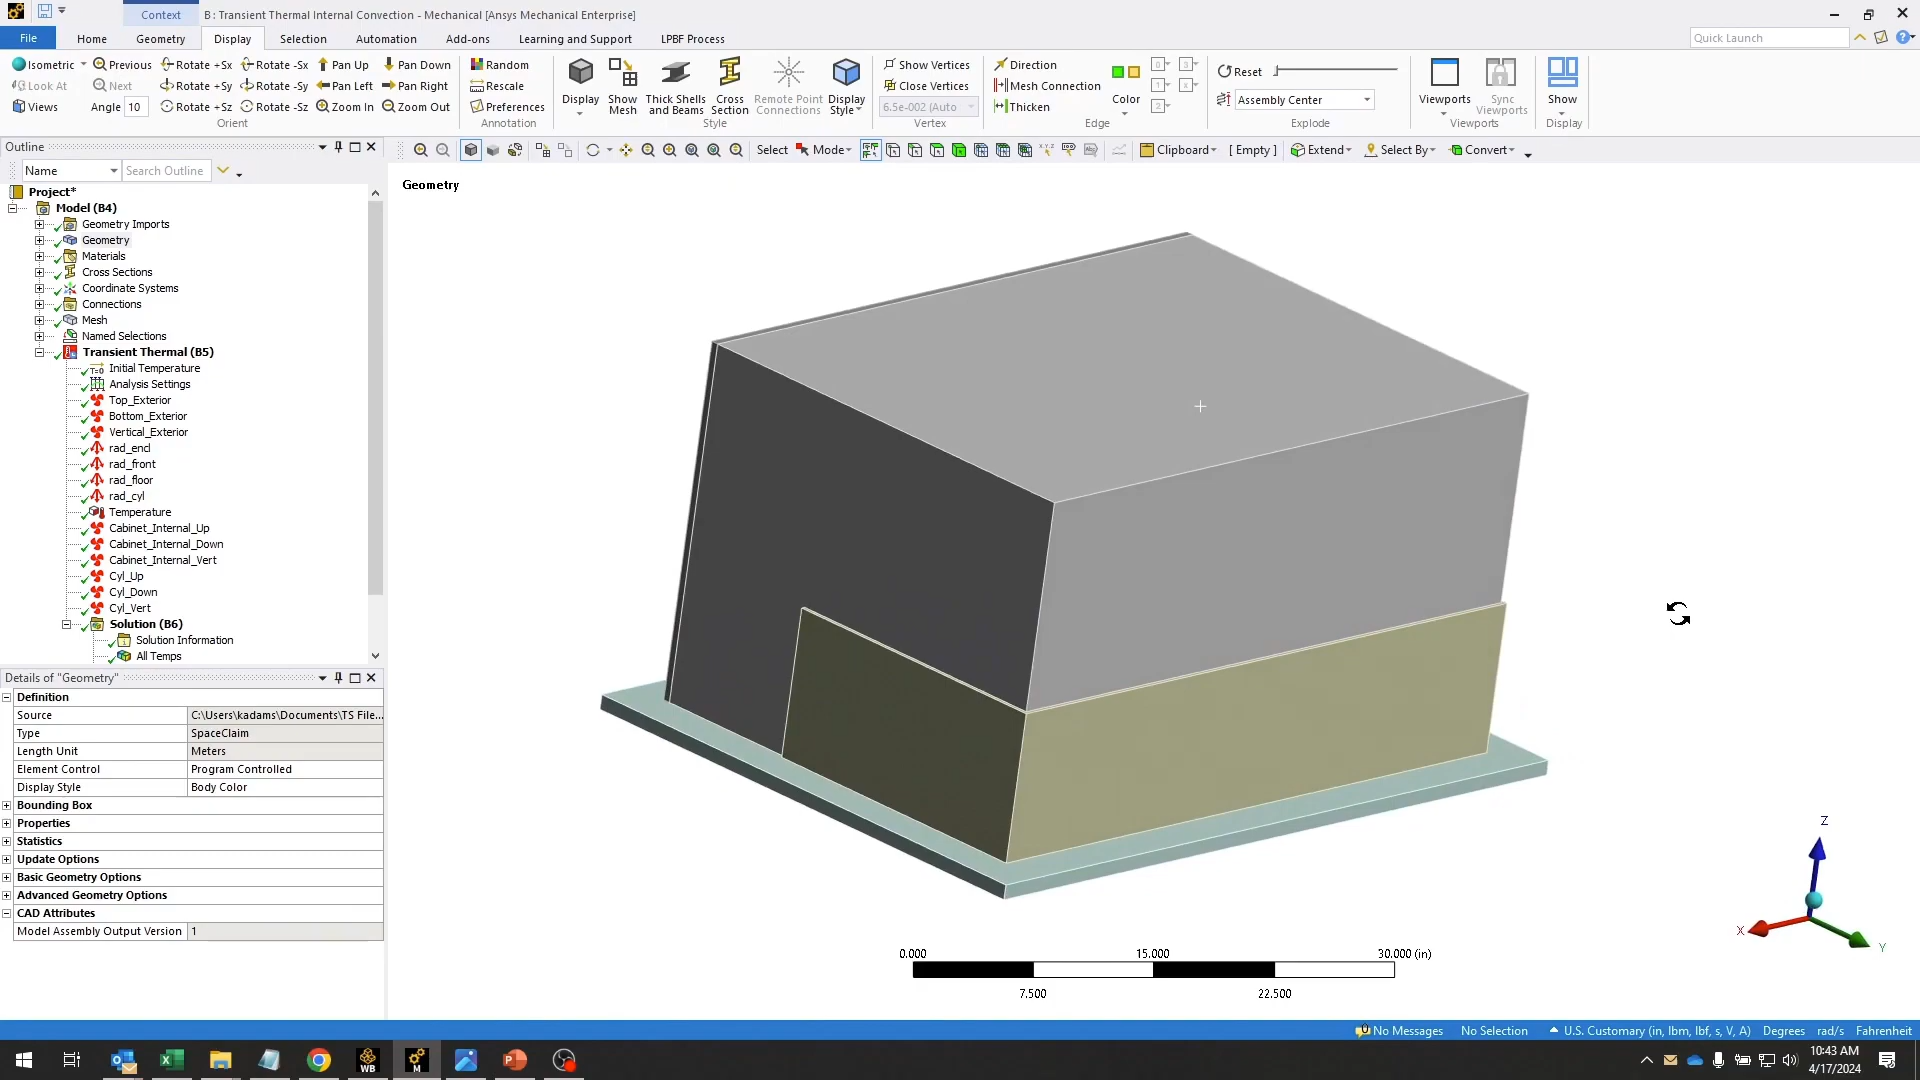 Context
B : Transient Thermal Internal Convection - Mechanical [Ansys Mechanical Enterprise]
File Home Geometry Display Selection Automation Add-ons Learning and Support LPBF Process
Quick Launch
Isometric Previous Rotate +Sx Rotate -Sx Pan Up Pan Down
Look At Next Rotate +Sy Rotate -Sy Pan Left Pan Right
Views Angle 10 Rotate +Sz Rotate -Sz Zoom In Zoom Out
Orient
Random
Rescale
Preferences
Annotation
Display
Show Mesh
Thick Shells and Beams
Cross Section
Remote Point Connections
Display Style
Style
Show Vertices
Close Vertices
6.5e-002 (Auto
Vertex
Direction
Mesh Connection
Thicken
Color
Edge
Reset
Assembly Center
Explode
Viewports
Sync Viewports
Viewports
Show
Display
Outline
Name Search Outline
Select Mode Clipboard [ Empty ] Extend Select By Convert
Project*
Model (B4)
Geometry Imports
Geometry
Materials
Cross Sections
Coordinate Systems
Connections
Mesh
Named Selections
Transient Thermal (B5)
Initial Temperature
Analysis Settings
Top_Exterior
Bottom_Exterior
Vertical_Exterior
rad_encl
rad_front
rad_floor
rad_cyl
Temperature
Cabinet_Internal_Up
Cabinet_Internal_Down
Cabinet_Internal_Vert
Cyl_Up
Cyl_Down
Cyl_Vert
Solution (B6)
Solution Information
All Temps
Details of "Geometry"
Definition
Source C:\Users\kadams\Documents\TS File...
Type SpaceClaim
Length Unit Meters
Element Control Program Controlled
Display Style Body Color
Bounding Box
Properties
Statistics
Update Options
Basic Geometry Options
Advanced Geometry Options
CAD Attributes
Model Assembly Output Version 1
Geometry
Z
X
Y
0.000 15.000 30.000 (in)
7.500 22.500
No Messages No Selection U.S. Customary (in, lbm, lbf, s, V, A) Degrees rad/s Fahrenheit
WB
M
10:43 AM
4/17/2024